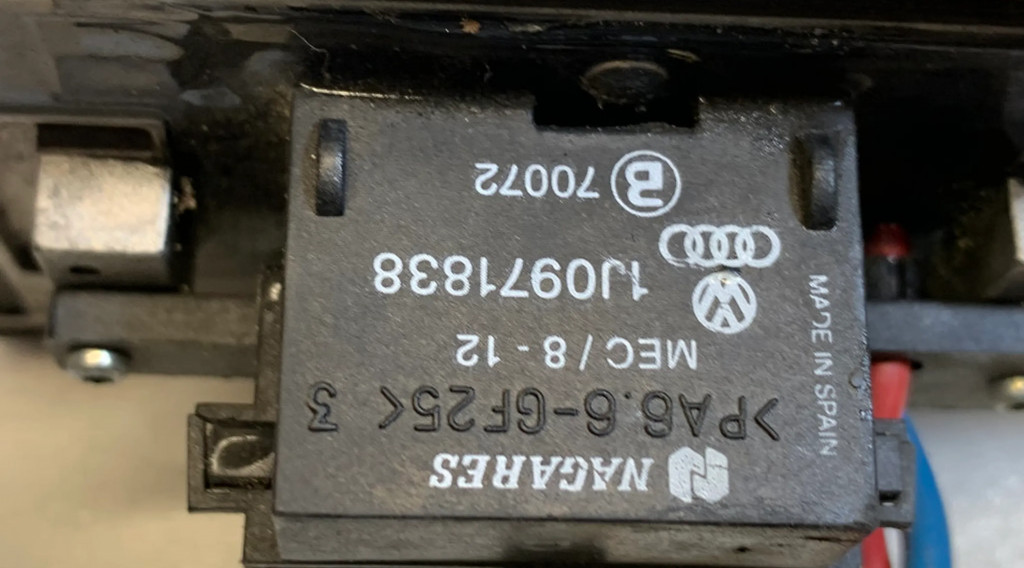 NAGARES
>PA6.6-GF25< 3
MEC / 8 - 12
1J0971838
B 70072
MADE IN SPAIN